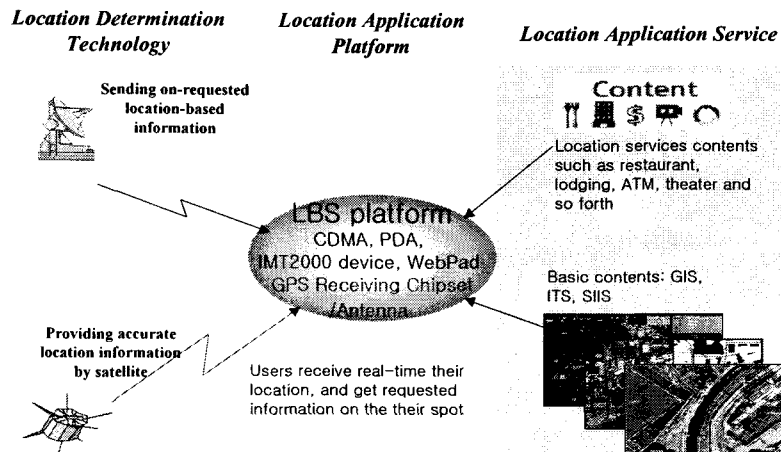 Location Determination
Technology
Location Application
Platform
Location Application Service
Sending on-requested
location-based
information
Content
Location services contents
such as restaurant,
lodging, ATM, theater and
so forth
LBS platform
CDMA, PDA,
IMT2000 device, WebPad
GPS Receiving Chipset
/Antenna
Basic contents: GIS,
ITS, SIIS
Providing accurate
location information
by satellite
Users receive real-time their
location, and get requested
information on the their spot